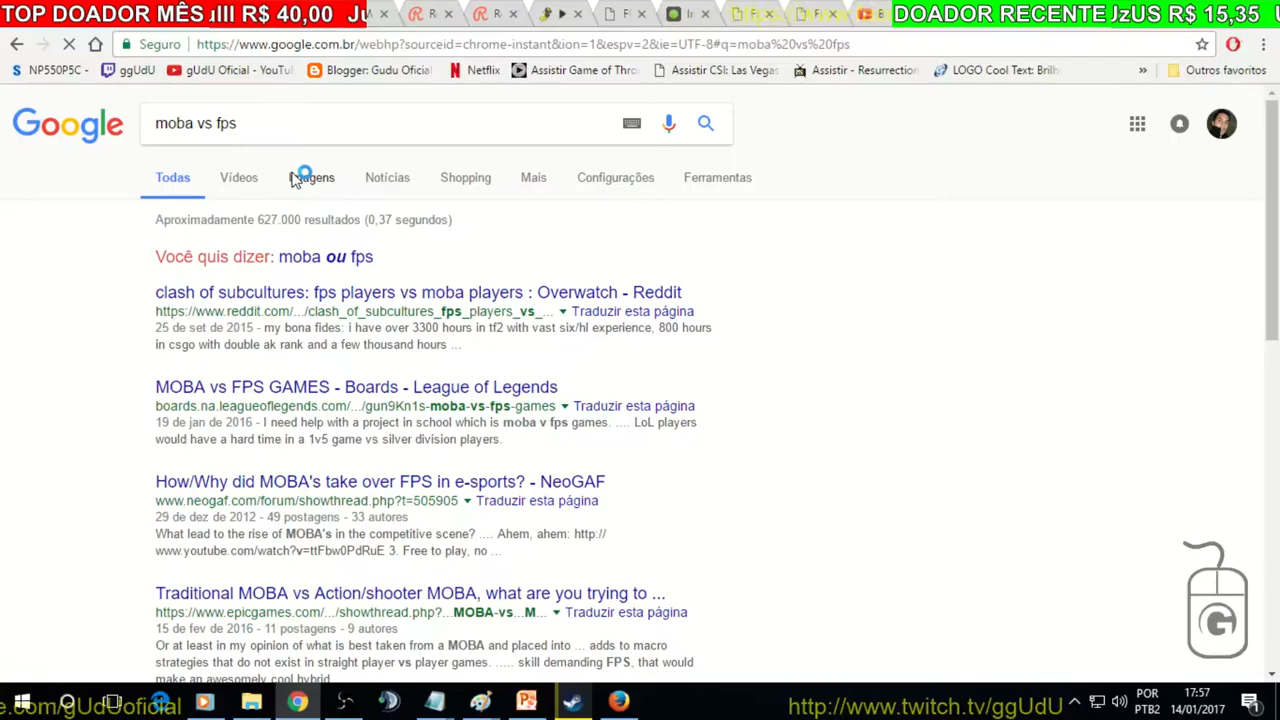 TOP DOADOR MÊS ıIII R$ 40,00 Ju
DOADOR RECENTE JzUS R$ 15,35
Seguro
https://www.google.com.br/webhp?sourceid=chrome-instant&ion=1&espv=2&ie=UTF-8#q=moba%20vs%20fps
NP550P5C -
ggUdU
gUdU Oficial - YouTu
Blogger: Gudu Oficial
Netflix
Assistir Game of Thro
Assistir CSI: Las Vegas
Assistir - Resurrection
LOGO Cool Text: Brilh
»
Outros favoritos
Google
moba vs fps
Todas
Vídeos
Imagens
Notícias
Shopping
Mais
Configurações
Ferramentas
Aproximadamente 627.000 resultados (0,37 segundos)
Você quis dizer: moba ou fps
clash of subcultures: fps players vs moba players : Overwatch - Reddit
https://www.reddit.com/.../clash_of_subcultures_fps_players_vs_... Traduzir esta página
25 de set de 2015 - my bona fides: i have over 3300 hours in tf2 with vast six/hl experience, 800 hours
in csgo with double ak rank and a few thousand hours ...
MOBA vs FPS GAMES - Boards - League of Legends
boards.na.leagueoflegends.com/.../gun9Kn1s-moba-vs-fps-games Traduzir esta página
19 de jan de 2016 - I need help with a project in school which is moba v fps games. .... LoL players
would have a hard time in a 1v5 game vs silver division players.
How/Why did MOBA's take over FPS in e-sports? - NeoGAF
www.neogaf.com/forum/showthread.php?t=505905 Traduzir esta página
29 de dez de 2012 - 49 postagens - 33 autores
What lead to the rise of MOBA's in the competitive scene? .... Ahem, ahem: http://
www.youtube.com/watch?v=ttFbw0PdRuE 3. Free to play, no ...
Traditional MOBA vs Action/shooter MOBA, what are you trying to ...
https://www.epicgames.com/.../showthread.php?...MOBA-vs...M... Traduzir esta página
15 de fev de 2016 - 11 postagens - 9 autores
Or at least in my opinion of what is best taken from a MOBA and placed into ... adds to macro
strategies that do not exist in straight player vs player games. ..... skill demanding FPS, that would
make an awesomely cool hybrid.
G
.com/gUduoficial
http://www.twitch.tv/ggUdU
POR
PTB2
17:57
14/01/2017